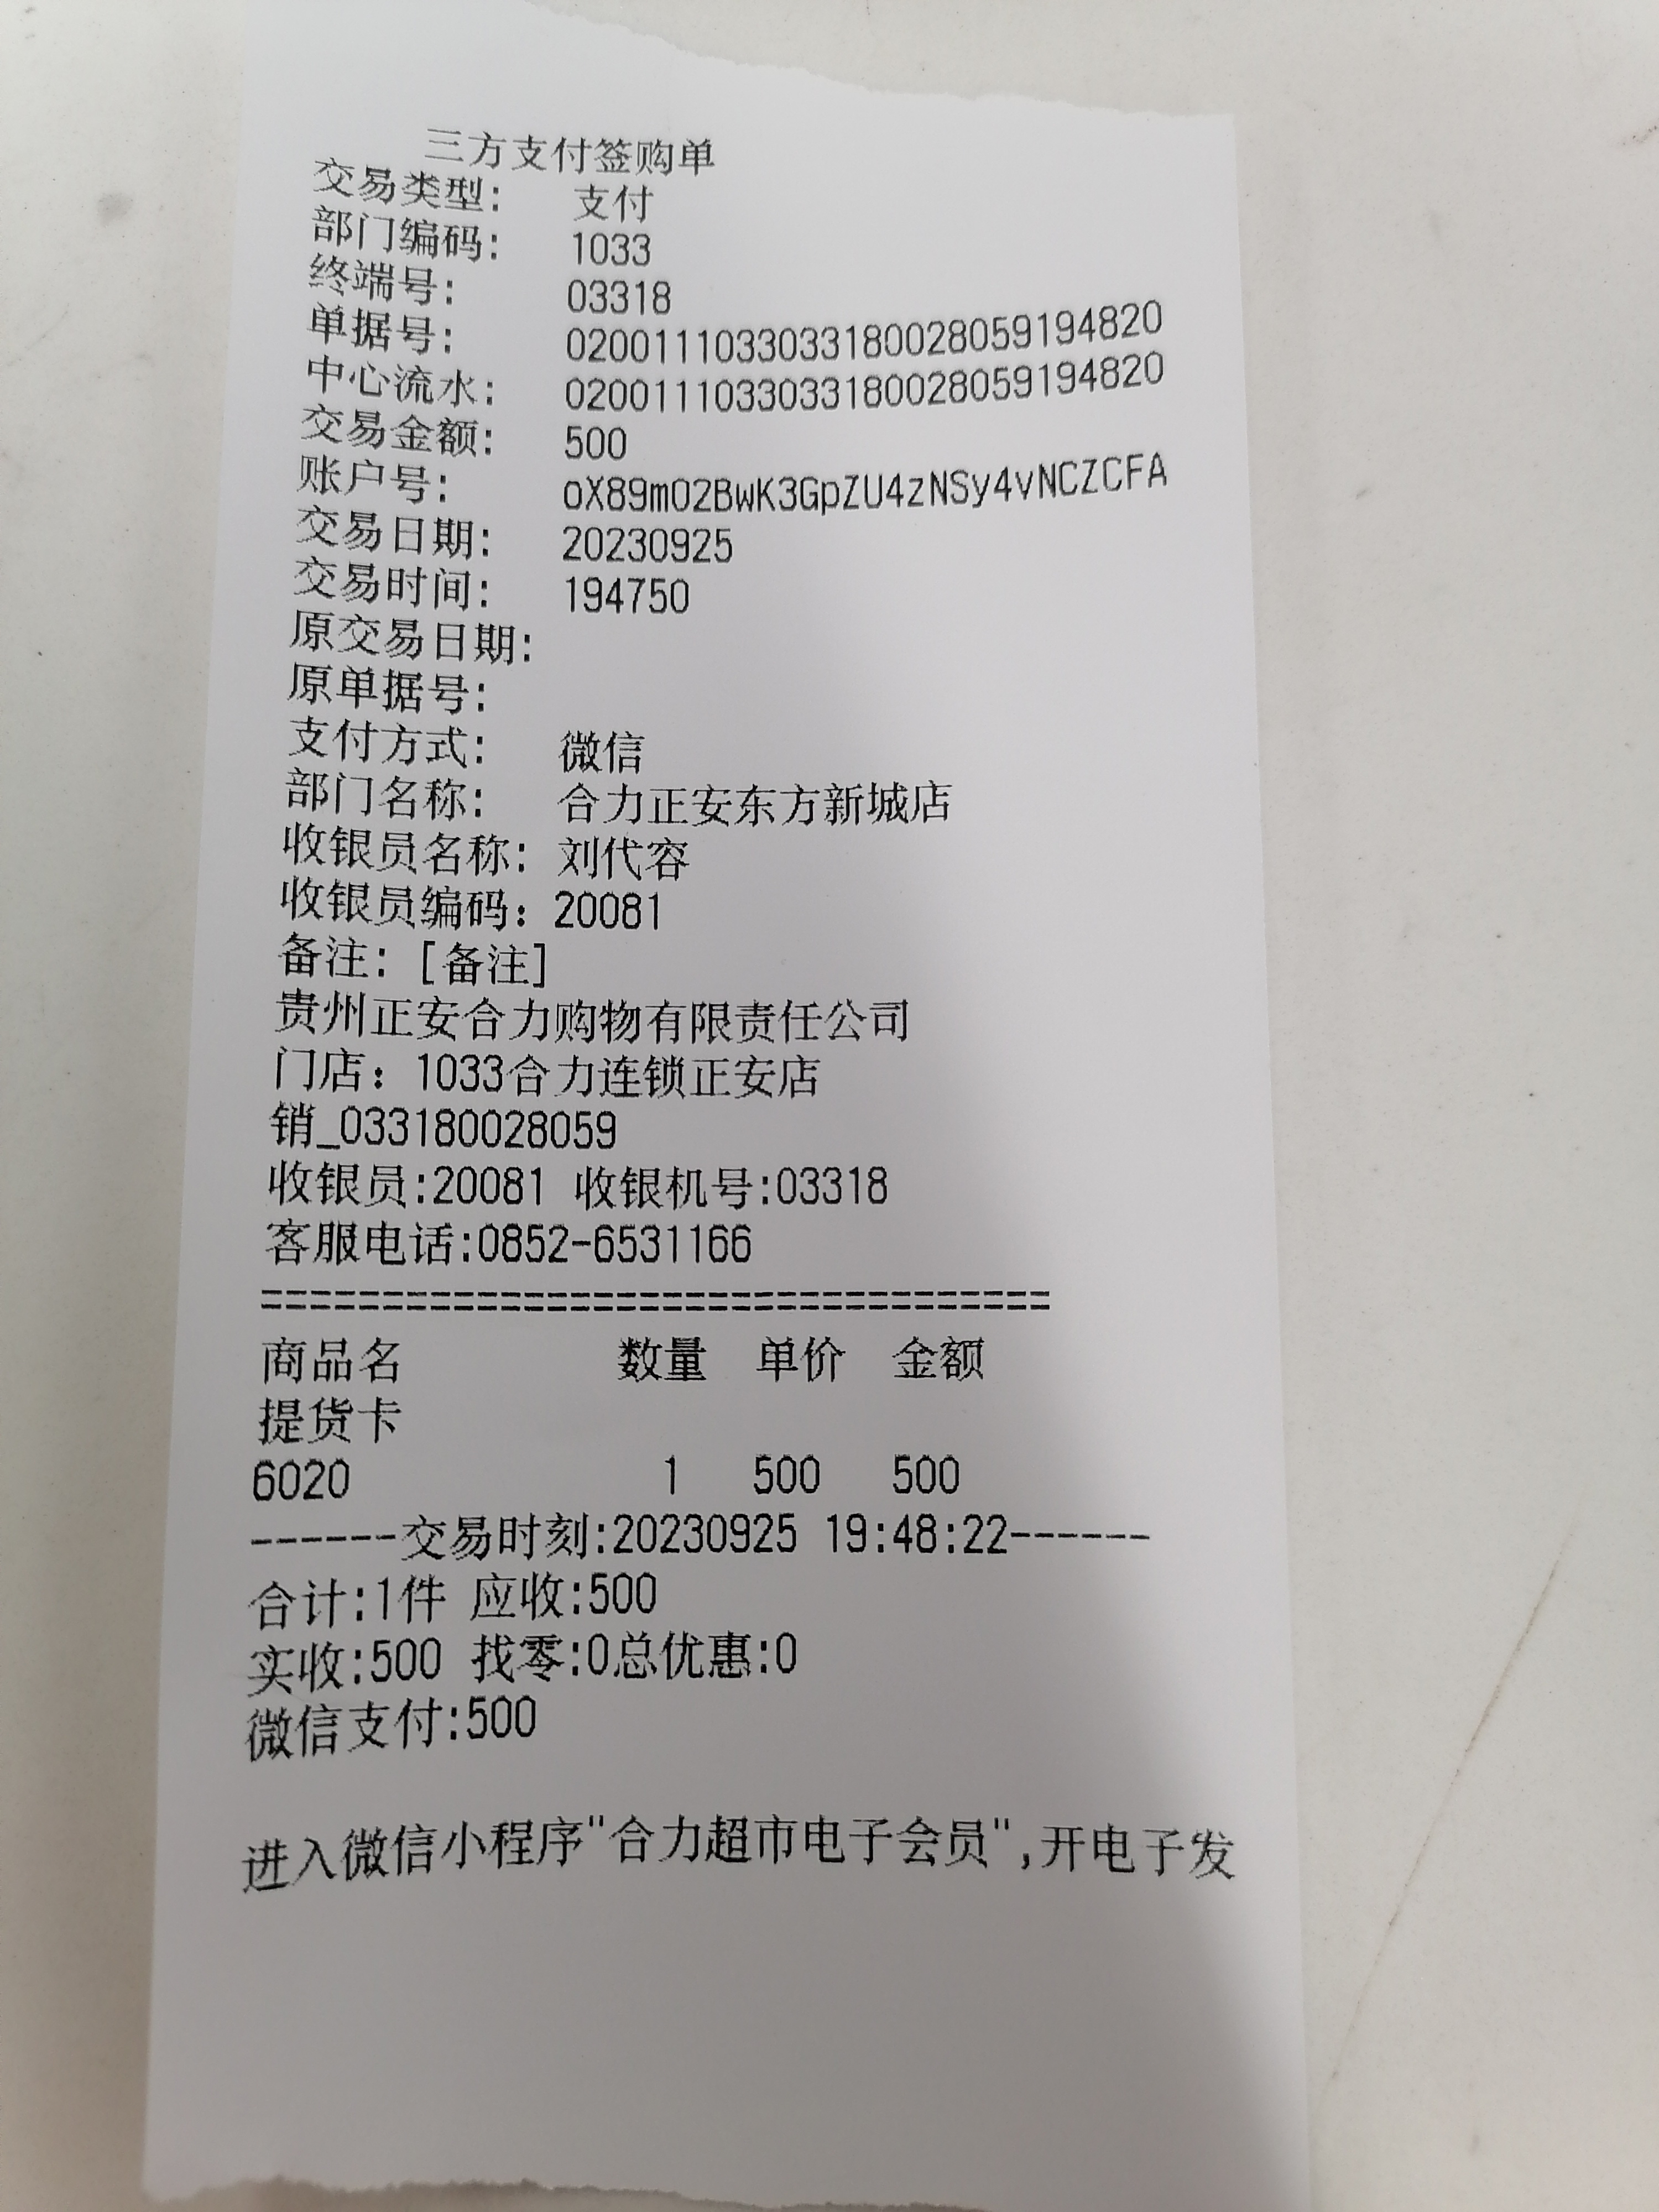 三方支付签购单
交易类型: 支付
部门编码: 1033
终端号: 03318
单据号: 0200111033033180028059194820
中心流水: 0200111033033180028059194820
交易金额: 500
账户号: oX89m02BwK3GpZU4zNSy4vNCZCFA
交易日期: 20230925
交易时间: 194750
原交易日期:
原单据号:
支付方式: 微信
部门名称: 合力正安东方新城店
收银员名称: 刘代容
收银员编码: 20081
备注: [备注]
贵州正安合力购物有限责任公司
门店: 1033合力连锁正安店
销_033180028059
收银员:20081 收银机号:03318
客服电话:0852-6531166
==================================
商品名 数量 单价 金额
提货卡
6020 1 500 500
------交易时刻:20230925 19:48:22------
合计:1件 应收:500
实收:500 找零:0总优惠:0
微信支付:500
进入微信小程序"合力超市电子会员",开电子发